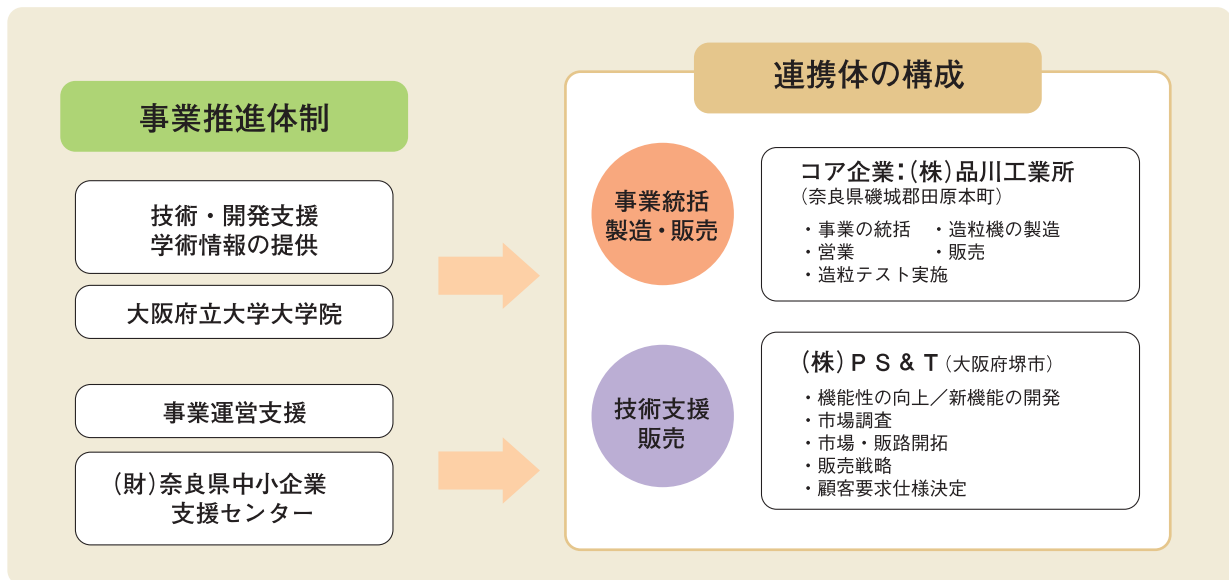 事業推進体制
技術・開発支援
学術情報の提供
大阪府立大学大学院
事業運営支援
(財)奈良県中小企業
支援センター
連携体の構成
事業統括
製造・販売
コア企業：(株)品川工業所
(奈良県磯城郡田原本町)
・事業の統括 ・造粒機の製造
・営業 ・販売
・造粒テスト実施
技術支援
販売
(株)ＰＳ＆Ｔ(大阪府堺市)
・機能性の向上／新機能の開発
・市場調査
・市場・販路開拓
・販売戦略
・顧客要求仕様決定